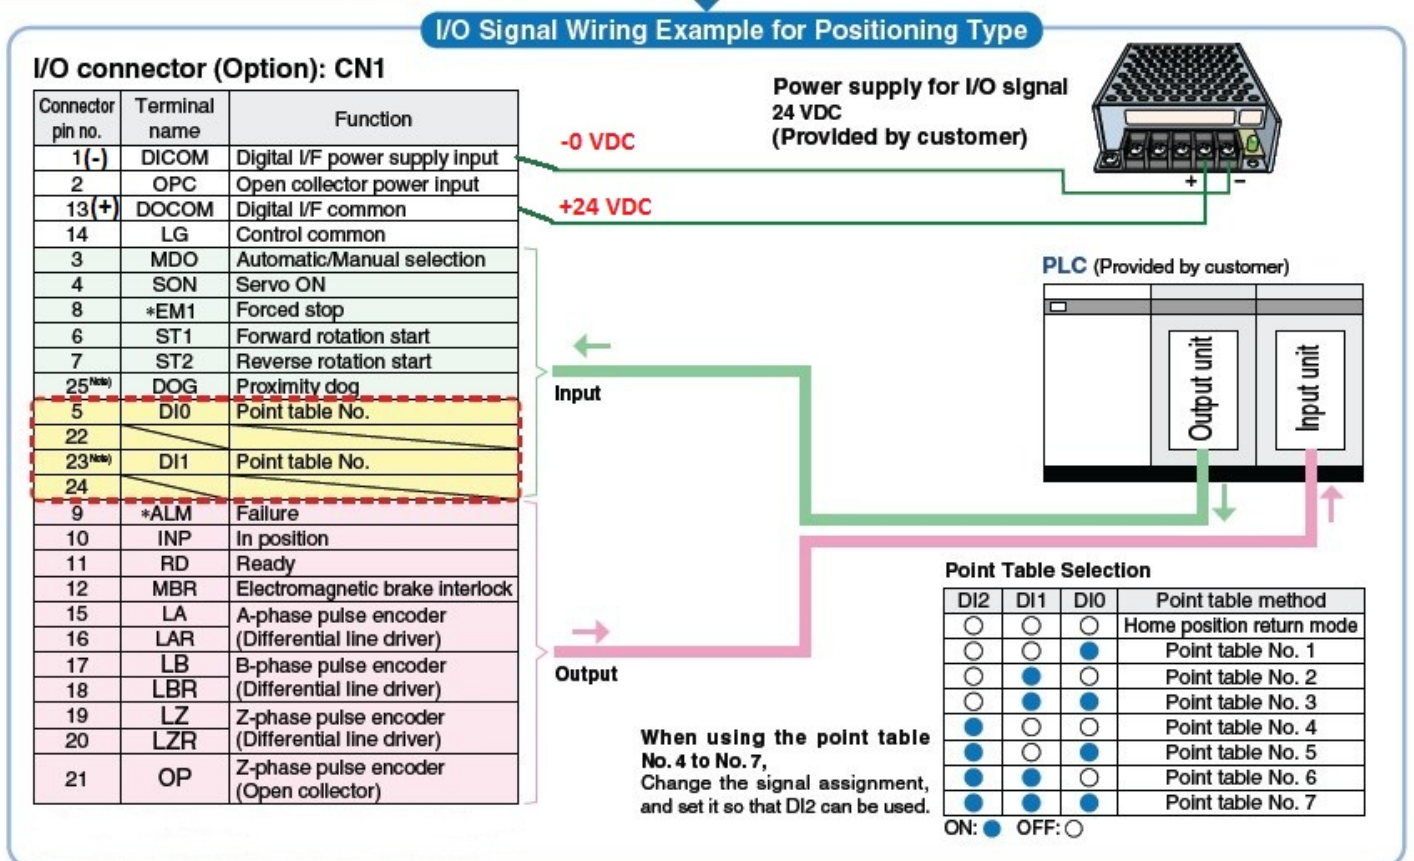 I/O Signal Wiring Example for Positioning Type
I/O connector (Option): CN1
Connector pin no. Terminal name Function
1(-) DICOM Digital I/F power supply input
2 OPC Open collector power input
13(+) DOCOM Digital I/F common
14 LG Control common
3 MDO Automatic/Manual selection
4 SON Servo ON
8 *EM1 Forced stop
6 ST1 Forward rotation start
7 ST2 Reverse rotation start
25 Note) DOG Proximity dog
5 DI0 Point table No.
22
23 Note) DI1 Point table No.
24
9 *ALM Failure
10 INP In position
11 RD Ready
12 MBR Electromagnetic brake interlock
15 LA A-phase pulse encoder
16 LAR (Differential line driver)
17 LB B-phase pulse encoder
18 LBR (Differential line driver)
19 LZ Z-phase pulse encoder
20 LZR (Differential line driver)
21 OP Z-phase pulse encoder
(Open collector)
-0 VDC
+24 VDC
Power supply for I/O signal
24 VDC
(Provided by customer)
+ −
PLC (Provided by customer)
Output unit
Input unit
Input
Output
When using the point table
No. 4 to No. 7,
Change the signal assignment,
and set it so that DI2 can be used.
Point Table Selection
DI2 DI1 DI0 Point table method
○ ○ ○ Home position return mode
○ ○ ● Point table No. 1
○ ● ○ Point table No. 2
○ ● ● Point table No. 3
● ○ ○ Point table No. 4
● ○ ● Point table No. 5
● ● ○ Point table No. 6
● ● ● Point table No. 7
ON: ● OFF: ○